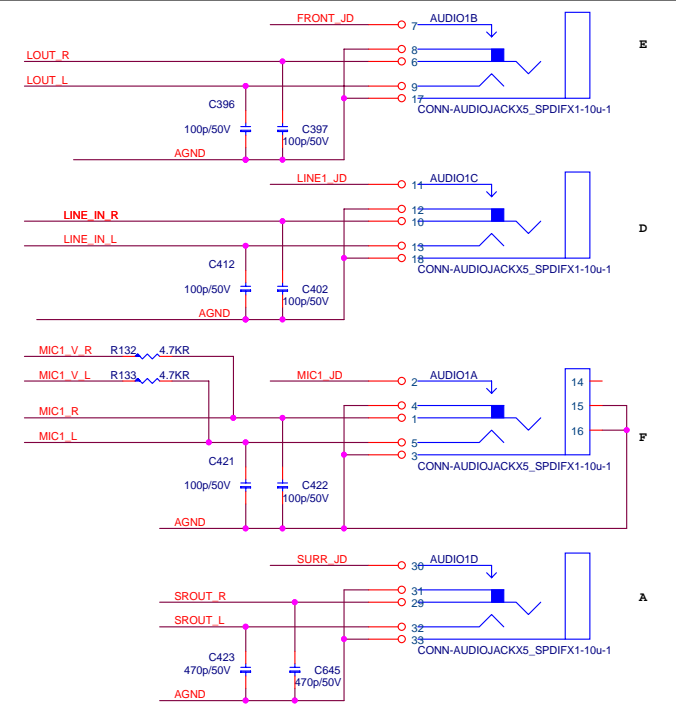 FRONT_JD
7
AUDIO1B
E
LOUT_R
8
6
LOUT_L
9
17
CONN-AUDIOJACKX5_SPDIFX1-10u-1
C396
100p/50V
C397
100p/50V
AGND
LINE1_JD
11
AUDIO1C
D
LINE_IN_R
12
10
LINE_IN_L
13
18
CONN-AUDIOJACKX5_SPDIFX1-10u-1
C412
100p/50V
C402
100p/50V
AGND
MIC1_V_R
R132
4.7KR
MIC1_V_L
R133
4.7KR
MIC1_JD
2
AUDIO1A
14
MIC1_R
4
1
15
MIC1_L
5
3
16
F
CONN-AUDIOJACKX5_SPDIFX1-10u-1
C421
100p/50V
C422
100p/50V
AGND
SURR_JD
30
AUDIO1D
A
SROUT_R
31
29
SROUT_L
32
33
CONN-AUDIOJACKX5_SPDIFX1-10u-1
C423
470p/50V
C645
470p/50V
AGND